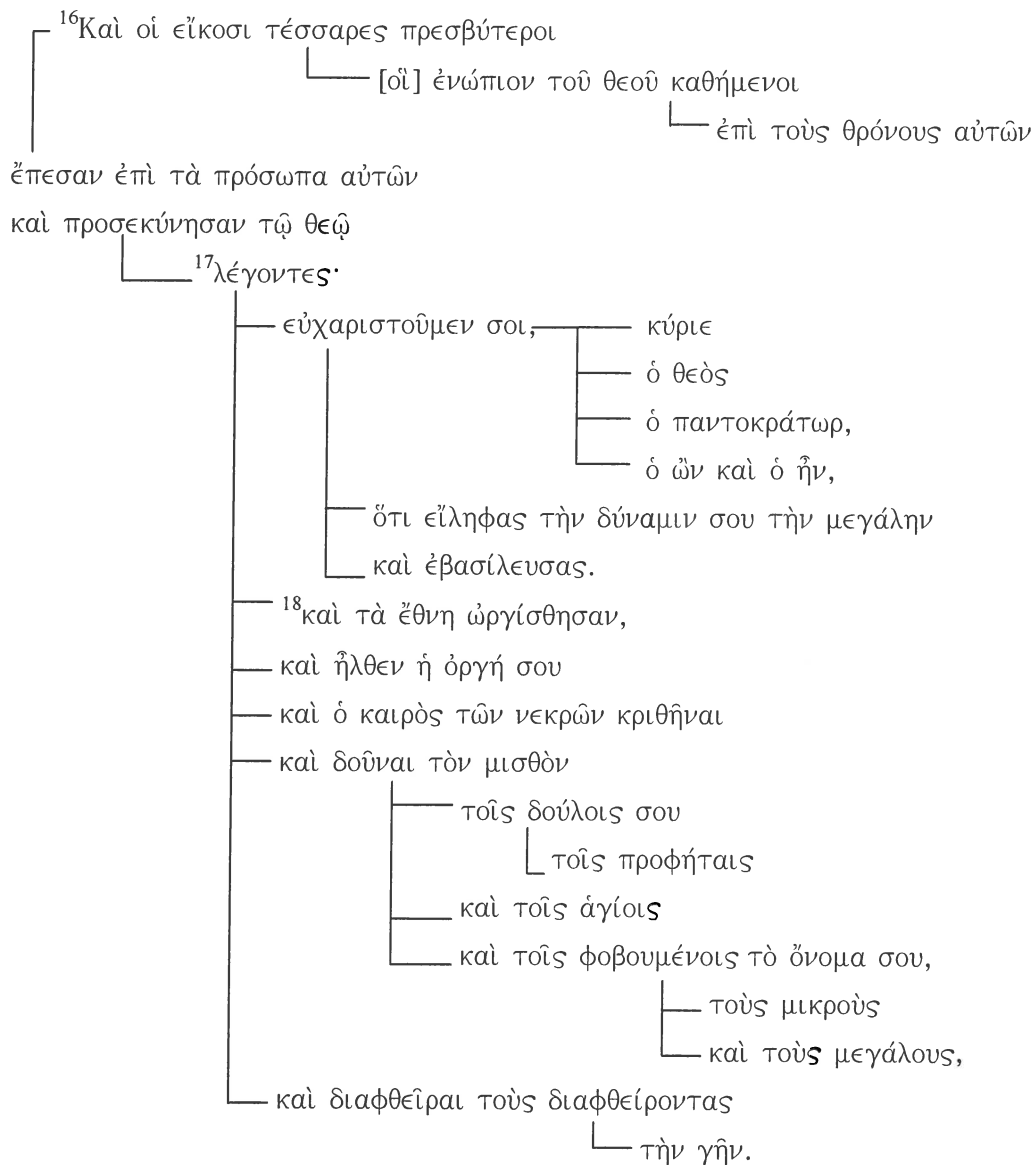 ¹⁶Καὶ οἱ εἴκοσι τέσσαρες πρεσβύτεροι
[οἳ] ἐνώπιον τοῦ θεοῦ καθήμενοι
ἐπὶ τοὺς θρόνους αὐτῶν
ἔπεσαν ἐπὶ τὰ πρόσωπα αὐτῶν
καὶ προσεκύνησαν τῷ θεῷ
¹⁷λέγοντες·
εὐχαριστοῦμεν σοι, κύριε
ὁ θεὸς
ὁ παντοκράτωρ,
ὁ ὢν καὶ ὁ ἦν,
ὅτι εἴληφας τὴν δύναμιν σου τὴν μεγάλην
καὶ ἐβασίλευσας.
¹⁸καὶ τὰ ἔθνη ὠργίσθησαν,
καὶ ἦλθεν ἡ ὀργή σου
καὶ ὁ καιρὸς τῶν νεκρῶν κριθῆναι
καὶ δοῦναι τὸν μισθὸν
τοῖς δούλοις σου
τοῖς προφήταις
καὶ τοῖς ἁγίοις
καὶ τοῖς φοβουμένοις τὸ ὄνομα σου,
τοὺς μικροὺς
καὶ τοὺς μεγάλους,
καὶ διαφθεῖραι τοὺς διαφθείροντας
τὴν γῆν.